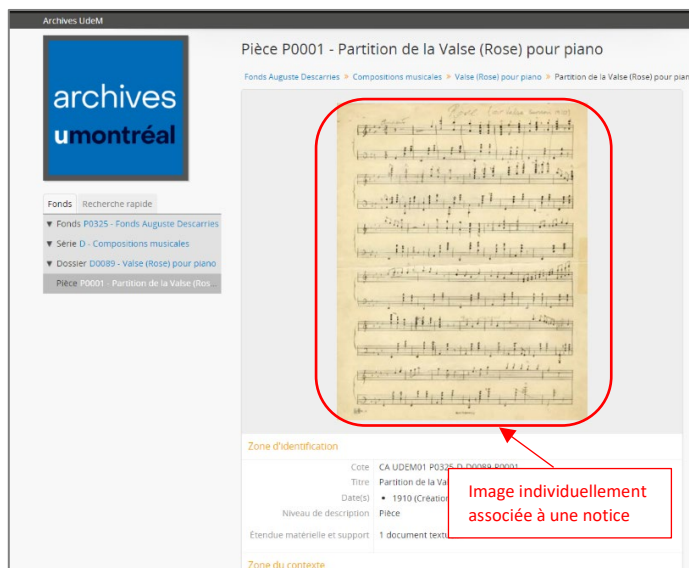 Archives UdeM
archives
umontréal
Fonds
Recherche rapide
▼ Fonds P0325 - Fonds Auguste Descarries
▼ Série D - Compositions musicales
▼ Dossier D0089 - Valse (Rose) pour piano
Pièce P0001 - Partition de la Valse (Ros...
Pièce P0001 - Partition de la Valse (Rose) pour piano
Fonds Auguste Descarries » Compositions musicales » Valse (Rose) pour piano » Partition de la Valse (Rose) pour pian
Zone d'identification
Cote CA UDEM01 P0325-D-D0089-P0001
Titre Partition de la Va
Date(s) • 1910 (Création
Niveau de description Pièce
Étendue matérielle et support 1 document textu
Image individuellement
associée à une notice
Zone du contexte